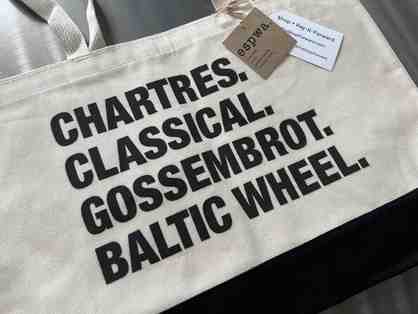 CHARTRES.
CLASSICAL.
GOSSEMBROT.
BALTIC WHEEL.
espwa.
Shop • Pay-it-Forward